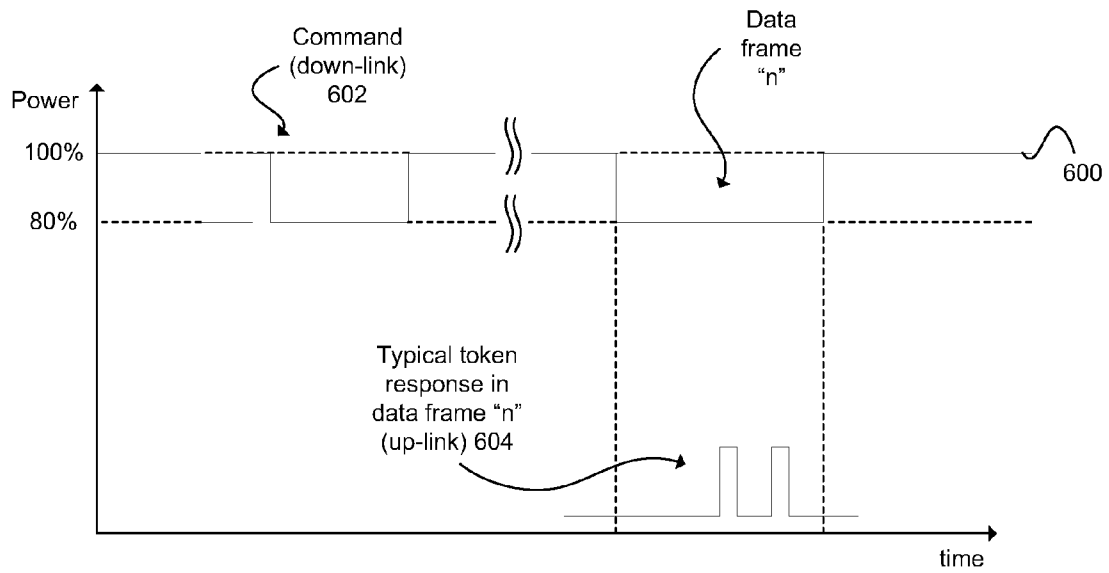 Command
(down-link)
602
Data
frame
“n”
Power
100%
600
80%
Typical token
response in
data frame “n”
(up-link) 604
time